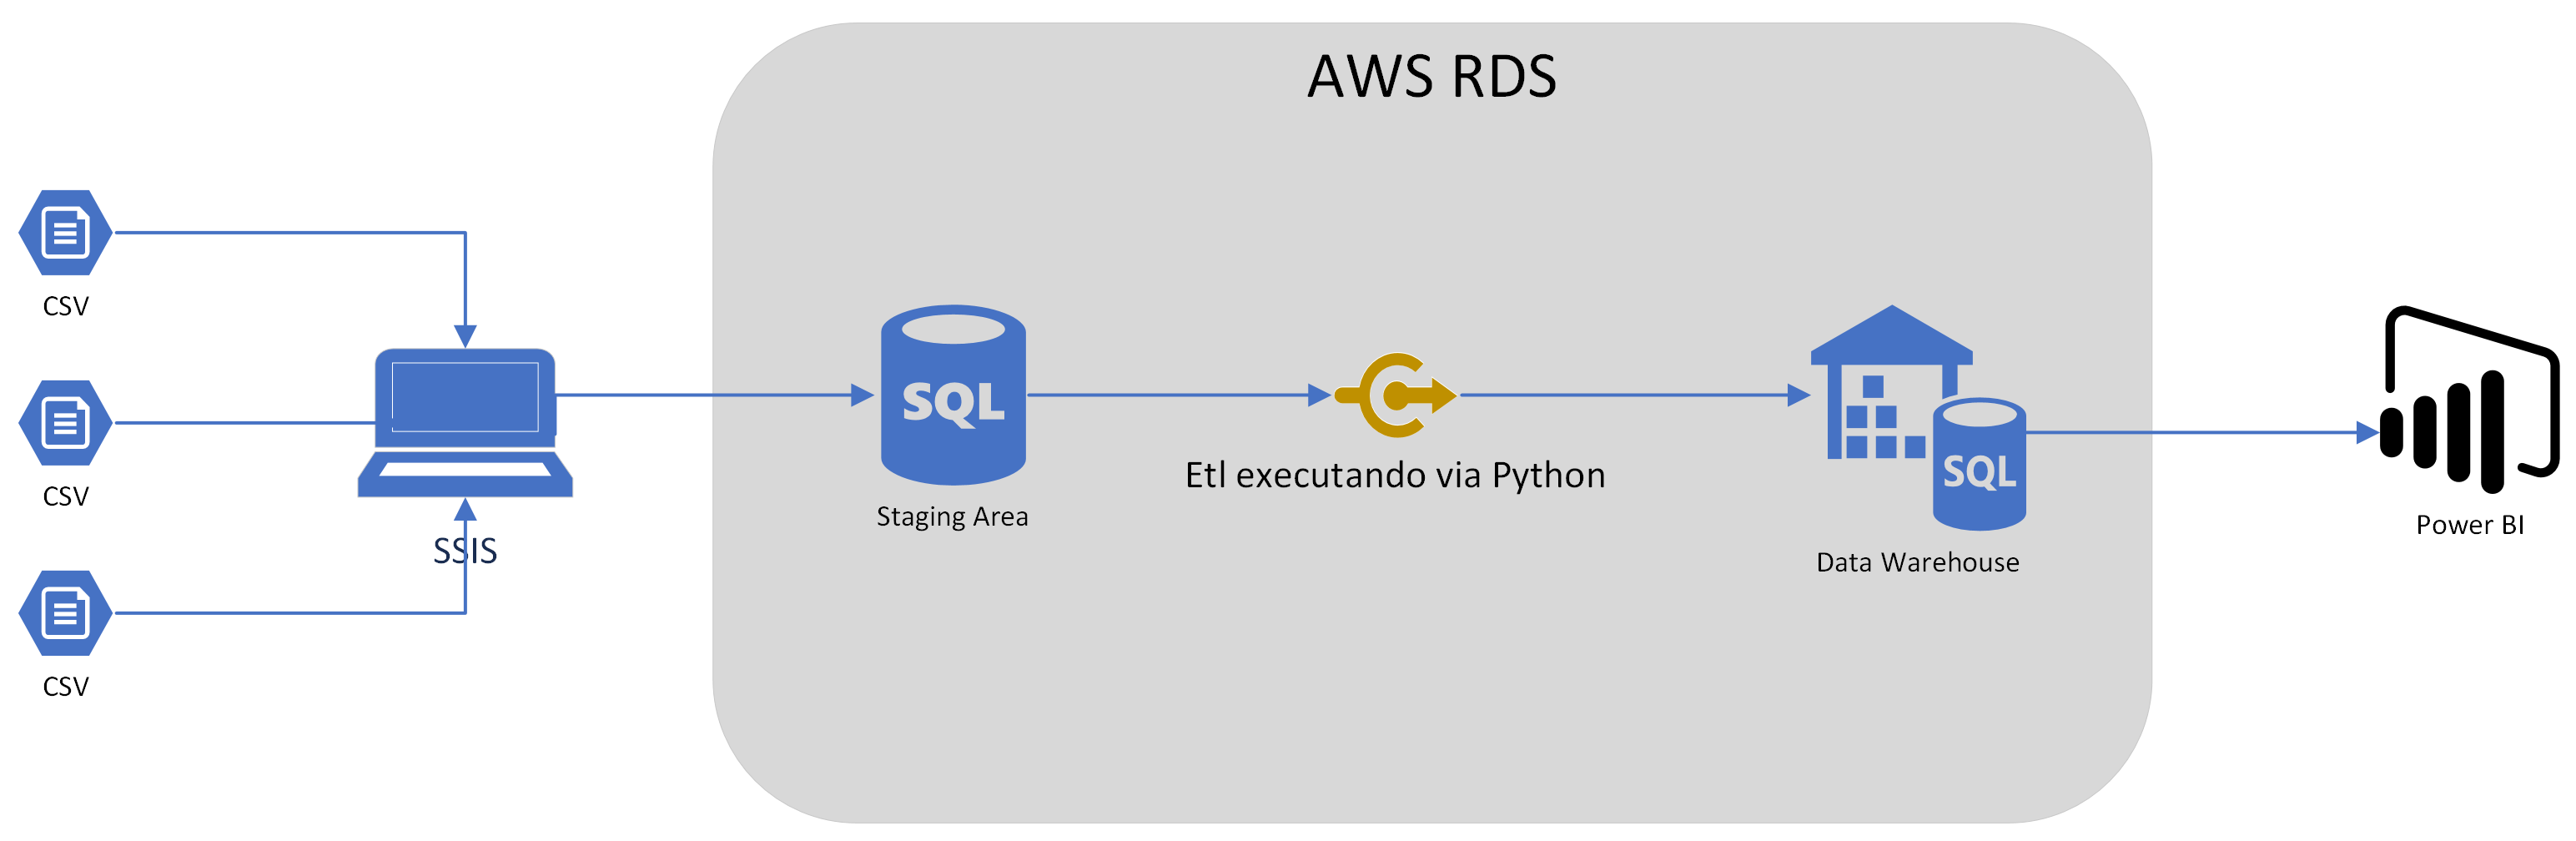 AWS RDS
CSV
CSV
CSV
SSIS
SQL
Staging Area
Etl executando via Python
SQL
Data Warehouse
Power BI